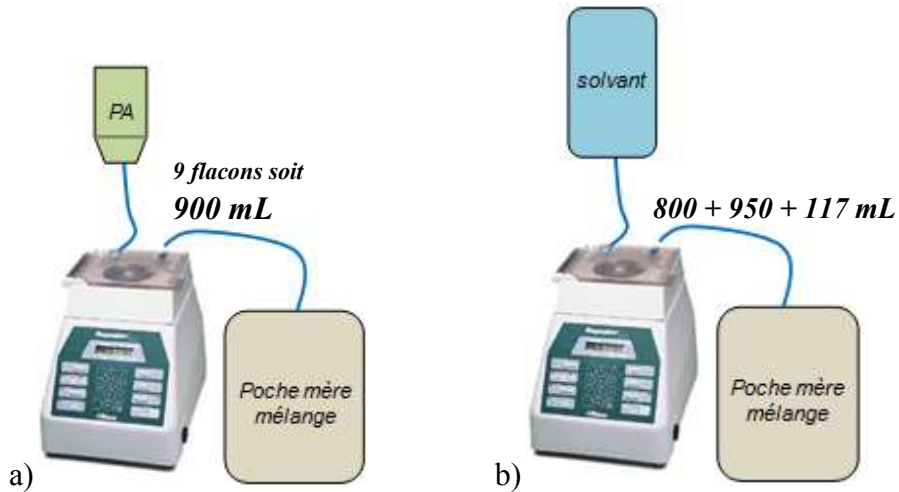 PA
9 flacons soit
900 mL
Poche mère
mélange
a)
solvant
800 + 950 + 117 mL
Poche mère
mélange
b)